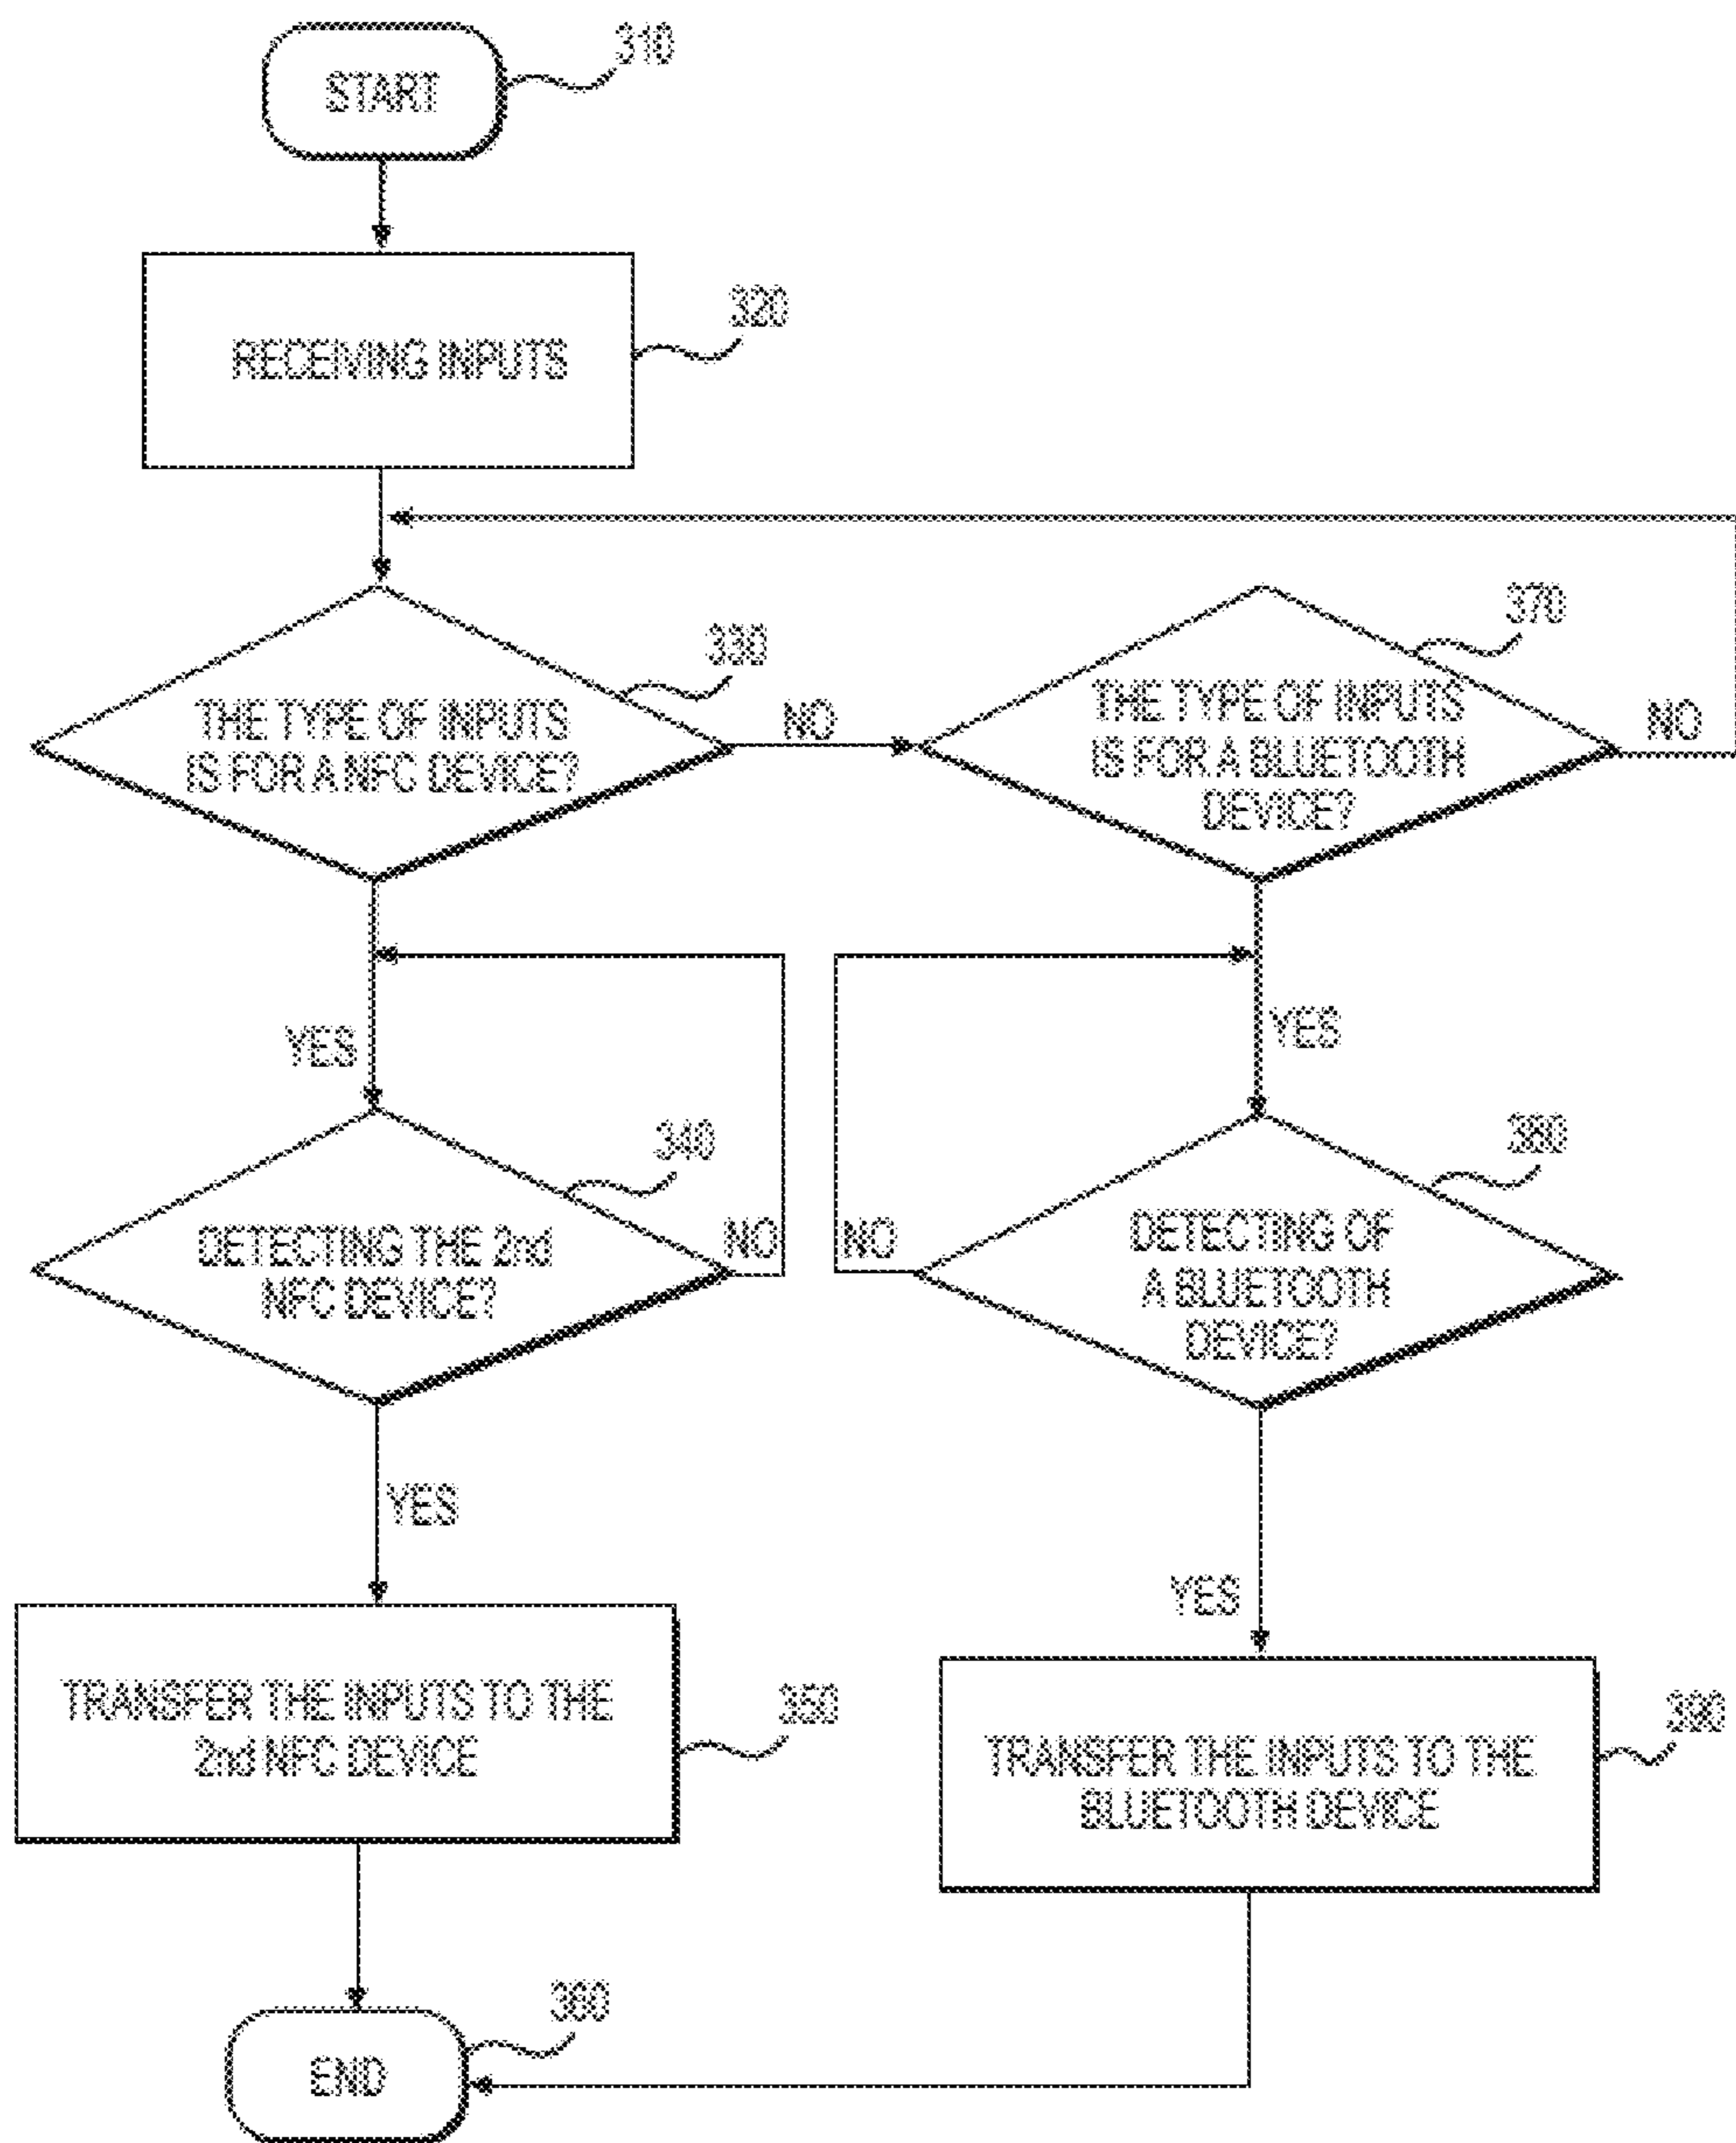 START
310
RECEIVING INPUTS
320
THE TYPE OF INPUTS
IS FOR A NFC DEVICE?
330
NO
THE TYPE OF INPUTS
IS FOR A BLUETOOTH
DEVICE?
370
NO
YES
YES
DETECTING THE 2nd
NFC DEVICE?
340
NO
NO
DETECTING OF
A BLUETOOTH
DEVICE?
380
YES
YES
TRANSFER THE INPUTS TO THE
2nd NFC DEVICE
350
TRANSFER THE INPUTS TO THE
BLUETOOTH DEVICE
390
END
360